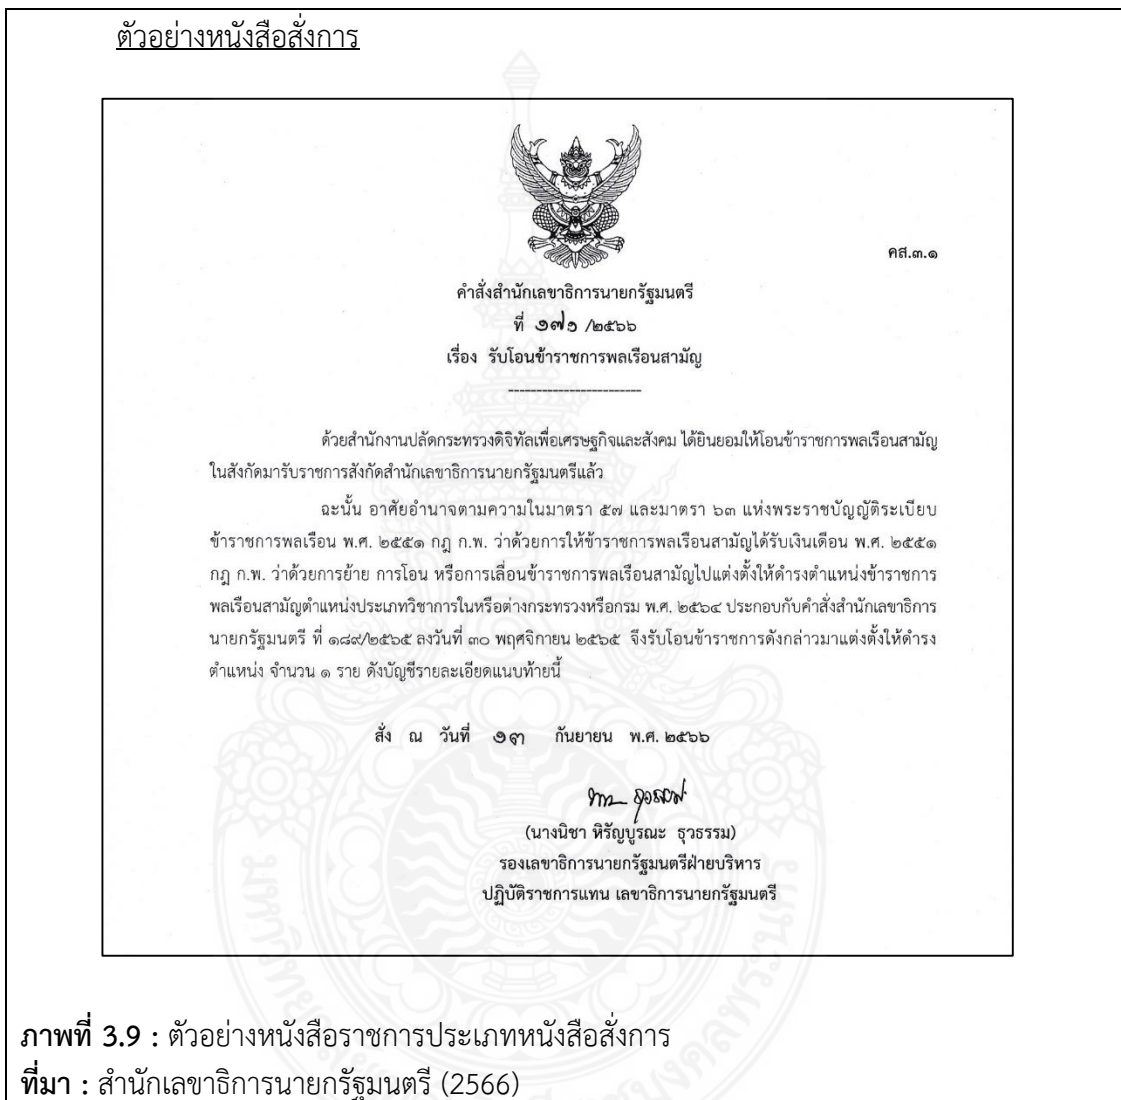 ตัวอย่างหนังสือสั่งการ
คส.๓.๑
คำสั่งสำนักเลขาธิการนายกรัฐมนตรี
ที่ ๑๗๑ /๒๕๖๖
เรื่อง รับโอนข้าราชการพลเรือนสามัญ
------------------------
ด้วยสำนักงานปลัดกระทรวงดิจิทัลเพื่อเศรษฐกิจและสังคม ได้ยินยอมให้โอนข้าราชการพลเรือนสามัญ
ในสังกัดมารับราชการสังกัดสำนักเลขาธิการนายกรัฐมนตรีแล้ว
ฉะนั้น อาศัยอำนาจตามความในมาตรา ๕๗ และมาตรา ๖๓ แห่งพระราชบัญญัติระเบียบ
ข้าราชการพลเรือน พ.ศ. ๒๕๕๑ กฎ ก.พ. ว่าด้วยการให้ข้าราชการพลเรือนสามัญได้รับเงินเดือน พ.ศ. ๒๕๕๑
กฎ ก.พ. ว่าด้วยการย้าย การโอน หรือการเลื่อนข้าราชการพลเรือนสามัญไปแต่งตั้งให้ดำรงตำแหน่งข้าราชการ
พลเรือนสามัญตำแหน่งประเภทวิชาการในหรือต่างกระทรวงหรือกรม พ.ศ. ๒๕๖๔ ประกอบกับคำสั่งสำนักเลขาธิการ
นายกรัฐมนตรี ที่ ๑๘๙/๒๕๖๕ ลงวันที่ ๓๐ พฤศจิกายน ๒๕๖๕ จึงรับโอนข้าราชการดังกล่าวมาแต่งตั้งให้ดำรง
ตำแหน่ง จำนวน ๑ ราย ดังบัญชีรายละเอียดแนบท้ายนี้
สั่ง ณ วันที่ ๑๓ กันยายน พ.ศ. ๒๕๖๖
(นางนิชา หิรัญบูรณะ ธุวธรรม)
รองเลขาธิการนายกรัฐมนตรีฝ่ายบริหาร
ปฏิบัติราชการแทน เลขาธิการนายกรัฐมนตรี
ภาพที่ 3.9 : ตัวอย่างหนังสือราชการประเภทหนังสือสั่งการ
ที่มา : สำนักเลขาธิการนายกรัฐมนตรี (2566)